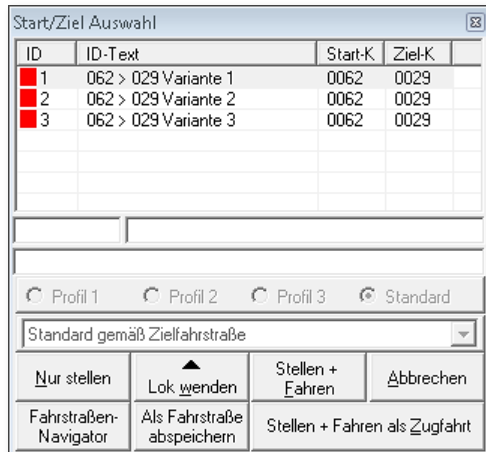 Start/Ziel Auswahl
ID ID-Text Start-K Ziel-K
1 062 > 029 Variante 1 0062 0029
2 062 > 029 Variante 2 0062 0029
3 062 > 029 Variante 3 0062 0029
Profil 1 Profil 2 Profil 3 Standard
Standard gemäß Zielfahrstraße
Nur stellen
Lok wenden
Stellen +
Fahren
Abbrechen
Fahrstraßen-
Navigator
Als Fahrstraße
abspeichern
Stellen + Fahren als Zugfahrt